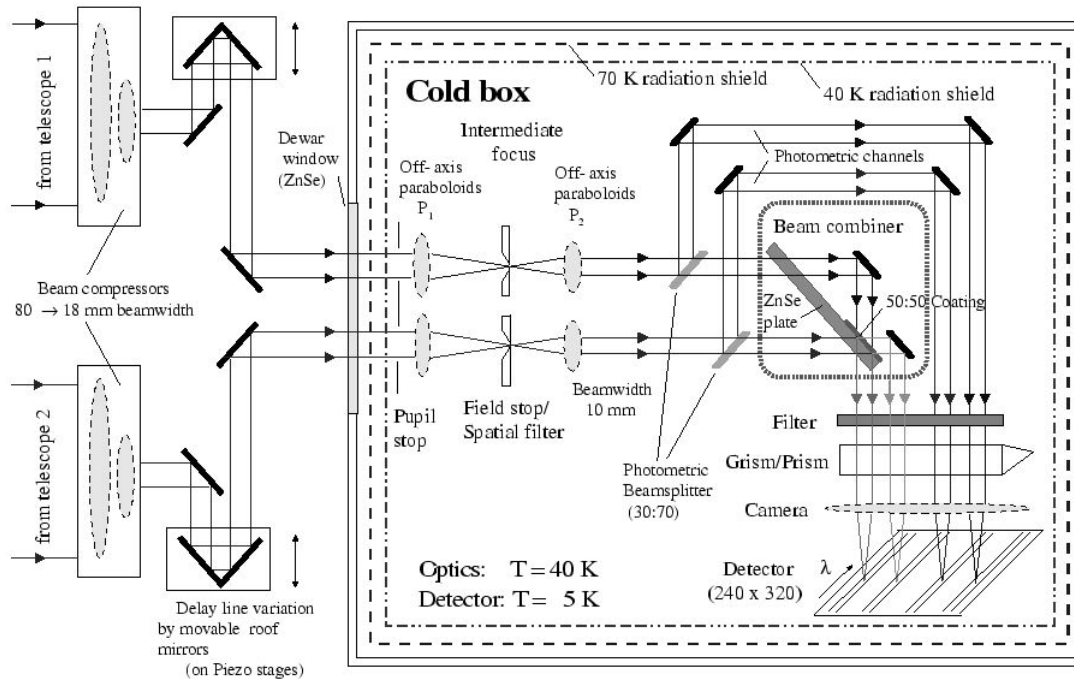 from telescope 1
70 K radiation shield
40 K radiation shield
Cold box
Dewar
window
(ZnSe)
Intermediate
focus
Off- axis
paraboloids
P1
Off- axis
paraboloids
P2
Photometric channels
Beam combiner
ZnSe
plate
50:50 Coating
Beam compressors
80 → 18 mm beamwidth
from telescope 2
Pupil
stop
Field stop/
Spatial filter
Beamwidth
10 mm
Photometric
Beamsplitter
(30:70)
Filter
Grism/Prism
Camera
Detector
(240 x 320)
λ
Optics: T = 40 K
Detector: T = 5 K
Delay line variation
by movable roof
mirrors
(on Piezo stages)